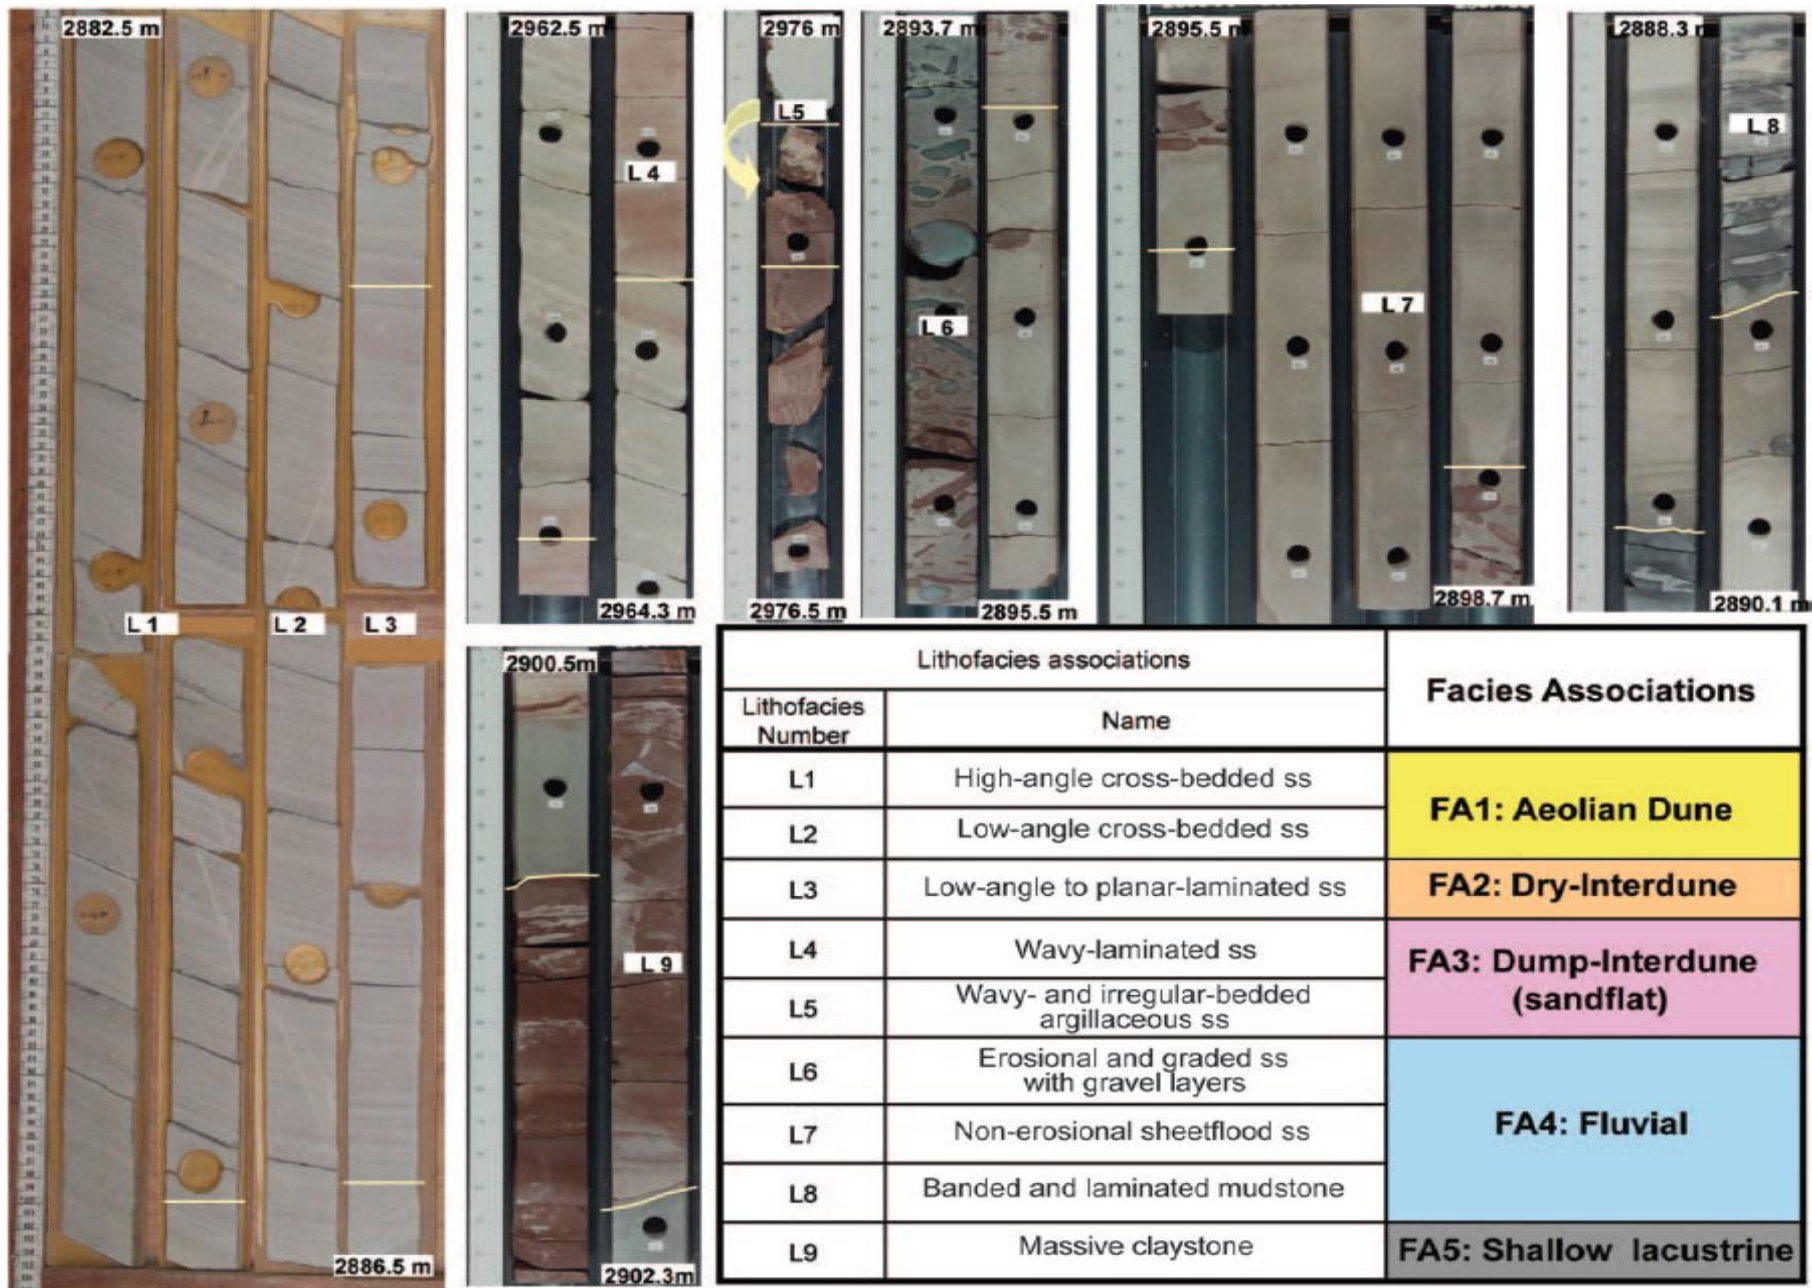 2882.5 m
2962.5 m
2976 m
2893.7 m
2895.5 m
2888.3 m
L5
L 4
L 8
L 7
L 6
2964.3 m
2976.5 m
2895.5 m
2898.7 m
2890.1 m
L 1
L 2
L 3
2900.5m
L 9
2886.5 m
2902.3m
Lithofacies associations
Facies Associations
Lithofacies
Number
Name
L1
High-angle cross-bedded ss
FA1: Aeolian Dune
L2
Low-angle cross-bedded ss
L3
Low-angle to planar-laminated ss
FA2: Dry-Interdune
L4
Wavy-laminated ss
FA3: Dump-Interdune
(sandflat)
L5
Wavy- and irregular-bedded
argillaceous ss
L6
Erosional and graded ss
with gravel layers
FA4: Fluvial
L7
Non-erosional sheetflood ss
L8
Banded and laminated mudstone
L9
Massive claystone
FA5: Shallow lacustrine